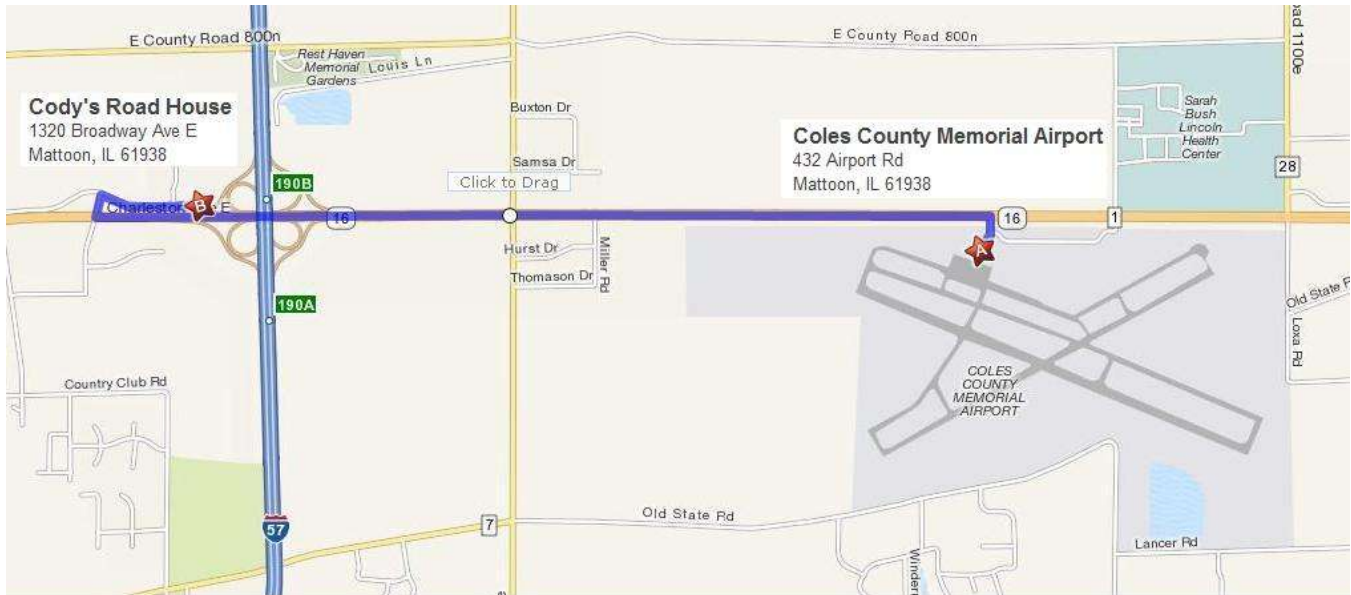 E County Road 800n
E County Road 800n
Rest Haven
Memorial
Gardens
Louis Ln
oad 1100e
Cody's Road House
1320 Broadway Ave E
Mattoon, IL 61938
Buxton Dr
Samsa Dr
Click to Drag
Coles County Memorial Airport
432 Airport Rd
Mattoon, IL 61938
Sarah
Bush
Lincoln
Health
Center
28
190B
B
E
16
16
1
A
Hurst Dr
Thomason Dr
Miller Rd
190A
Old State R
Loxa Rd
Country Club Rd
COLES
COUNTY
MEMORIAL
AIRPORT
57
7
Old State Rd
Lancer Rd